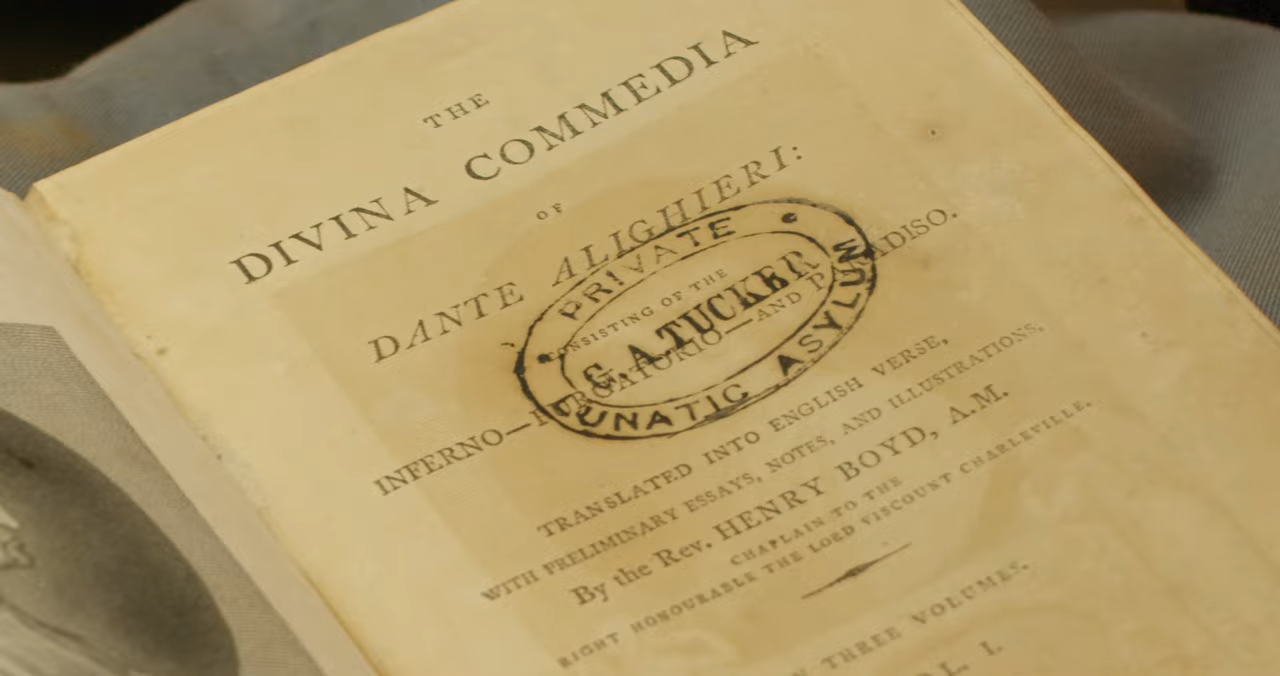 THE
DIVINA COMMEDIA
OF
DANTE ALIGHIERI:
CONSISTING OF THE
INFERNO—PURGATORIO—AND PARADISO.
TRANSLATED INTO ENGLISH VERSE,
WITH PRELIMINARY ESSAYS, NOTES, AND ILLUSTRATIONS,
By the Rev. HENRY BOYD, A.M.
CHAPLAIN TO THE
RIGHT HONOURABLE THE LORD VISCOUNT CHARLEVILLE.
IN THREE VOLUMES.
VOL. I.
PRIVATE
G. A. TUCKER
LUNATIC ASYLUM